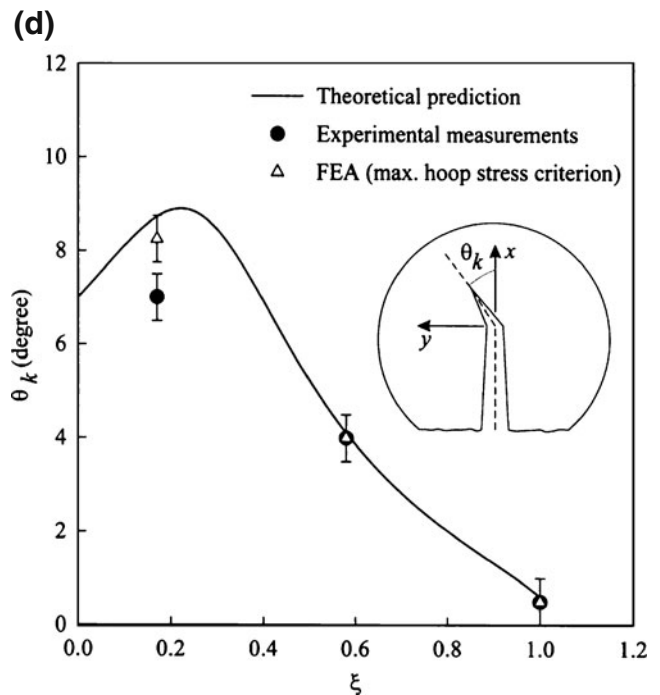 (d)
12
10
8
6
4
2
0
θk (degree)
Theoretical prediction
Experimental measurements
FEA (max. hoop stress criterion)
θk
x
y
0.0 0.2 0.4 0.6 0.8 1.0 1.2
ξ